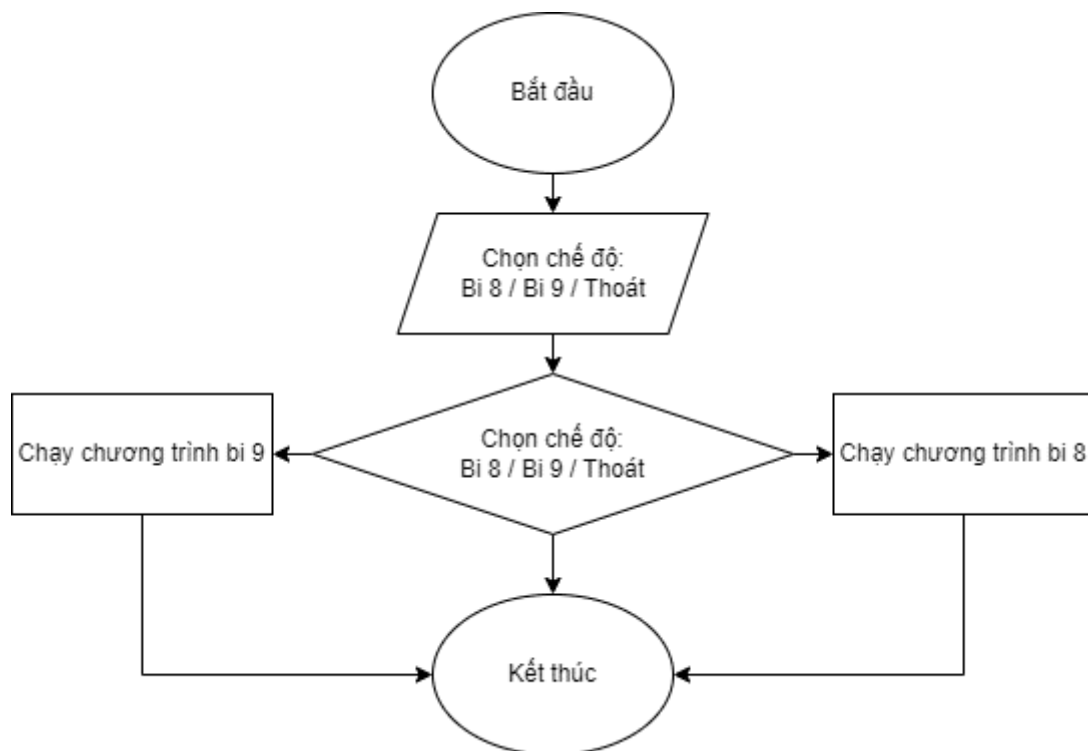 Bắt đầu
Chọn chế độ:
Bi 8 / Bi 9 / Thoát
Chạy chương trình bi 9
Chọn chế độ:
Bi 8 / Bi 9 / Thoát
Chạy chương trình bi 8
Kết thúc